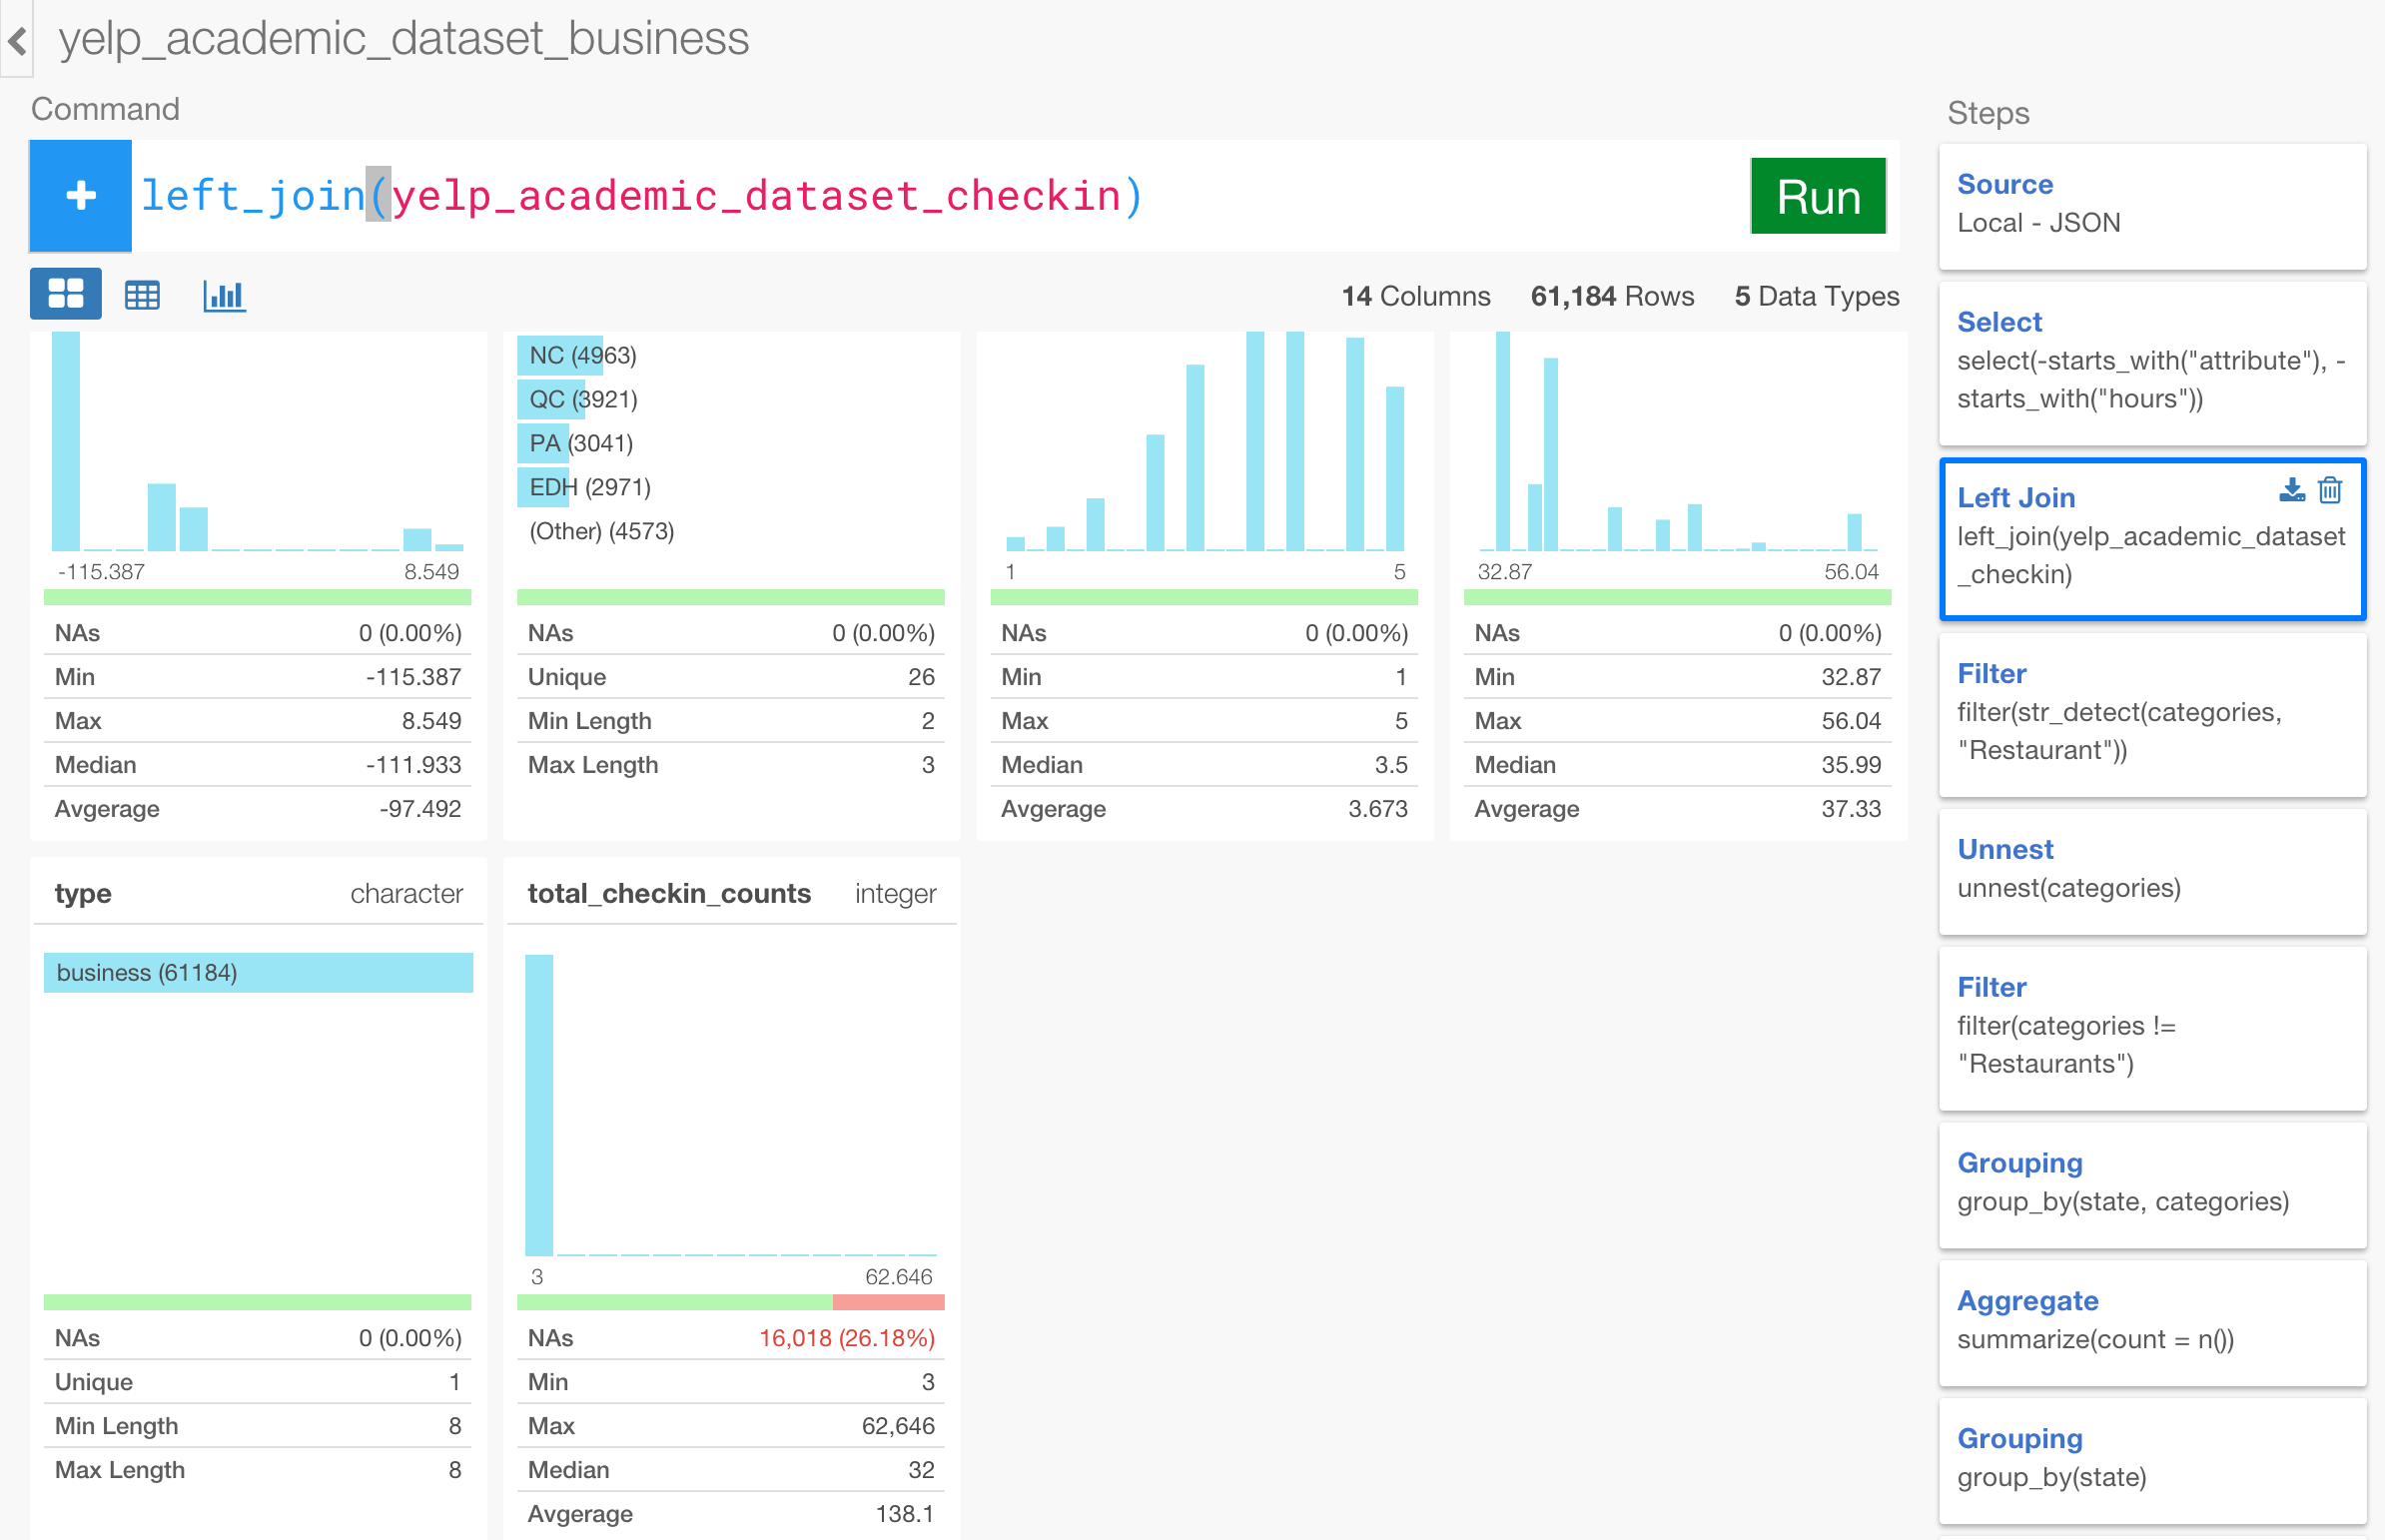 yelp_academic_dataset_business
Command
+ left_join(yelp_academic_dataset_checkin) Run
14 Columns 61,184 Rows 5 Data Types
-115.387 8.549
NAs 0 (0.00%)
Min -115.387
Max 8.549
Median -111.933
Avgerage -97.492
NC (4963)
QC (3921)
PA (3041)
EDH (2971)
(Other) (4573)
NAs 0 (0.00%)
Unique 26
Min Length 2
Max Length 3
1 5
NAs 0 (0.00%)
Min 1
Max 5
Median 3.5
Avgerage 3.673
32.87 56.04
NAs 0 (0.00%)
Min 32.87
Max 56.04
Median 35.99
Avgerage 37.33
type character
business (61184)
NAs 0 (0.00%)
Unique 1
Min Length 8
Max Length 8
total_checkin_counts integer
3 62.646
NAs 16,018 (26.18%)
Min 3
Max 62,646
Median 32
Avgerage 138.1
Steps
Source
Local - JSON
Select
select(-starts_with("attribute"), -
starts_with("hours"))
Left Join
left_join(yelp_academic_dataset
_checkin)
Filter
filter(str_detect(categories,
"Restaurant"))
Unnest
unnest(categories)
Filter
filter(categories !=
"Restaurants")
Grouping
group_by(state, categories)
Aggregate
summarize(count = n())
Grouping
group_by(state)